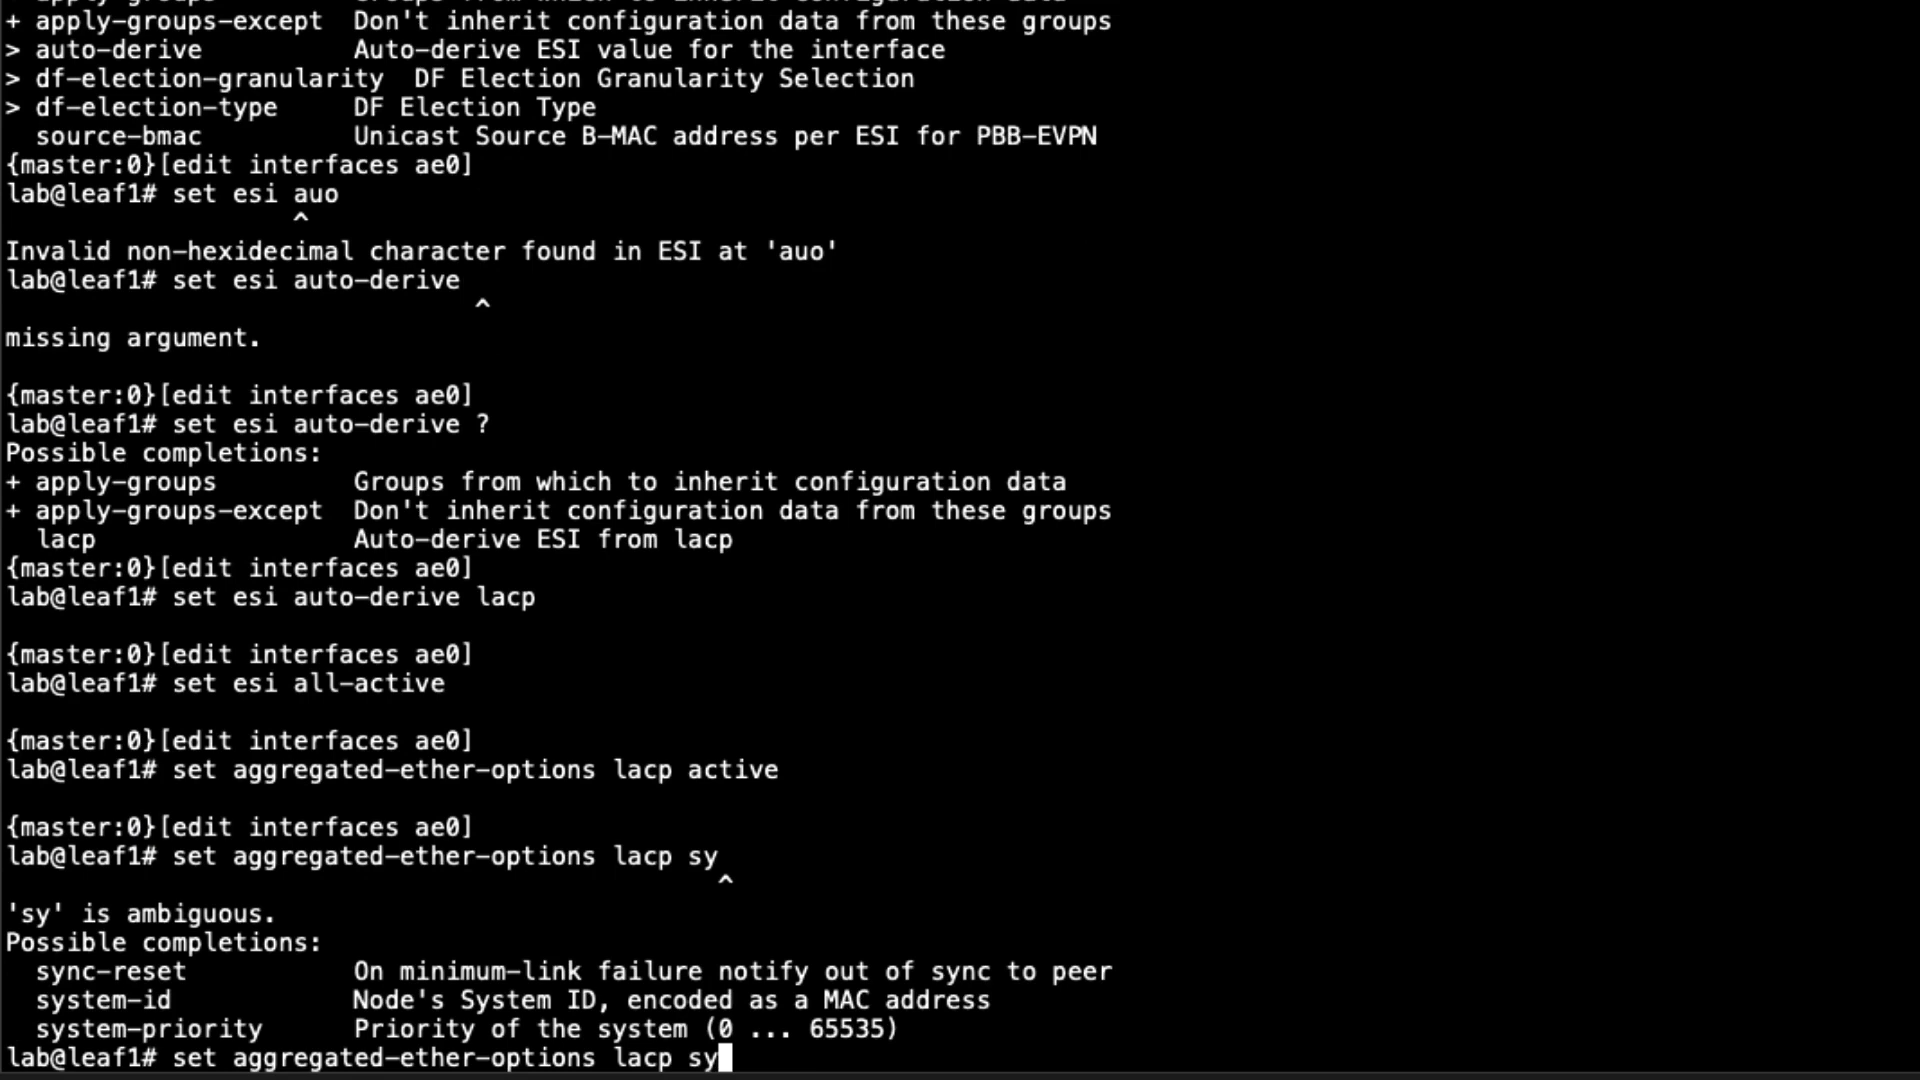 + apply-groups Groups from which to inherit configuration data
+ apply-groups-except  Don't inherit configuration data from these groups
> auto-derive          Auto-derive ESI value for the interface
> df-election-granularity  DF Election Granularity Selection
> df-election-type     DF Election Type
  source-bmac          Unicast Source B-MAC address per ESI for PBB-EVPN
{master:0}[edit interfaces ae0]
lab@leaf1# set esi auo
                   ^
Invalid non-hexidecimal character found in ESI at 'auo'
lab@leaf1# set esi auto-derive
                               ^
missing argument.

{master:0}[edit interfaces ae0]
lab@leaf1# set esi auto-derive ?
Possible completions:
+ apply-groups         Groups from which to inherit configuration data
+ apply-groups-except  Don't inherit configuration data from these groups
  lacp                 Auto-derive ESI from lacp
{master:0}[edit interfaces ae0]
lab@leaf1# set esi auto-derive lacp

{master:0}[edit interfaces ae0]
lab@leaf1# set esi all-active

{master:0}[edit interfaces ae0]
lab@leaf1# set aggregated-ether-options lacp active

{master:0}[edit interfaces ae0]
lab@leaf1# set aggregated-ether-options lacp sy
                                               ^
'sy' is ambiguous.
Possible completions:
  sync-reset           On minimum-link failure notify out of sync to peer
  system-id            Node's System ID, encoded as a MAC address
  system-priority      Priority of the system (0 ... 65535)
lab@leaf1# set aggregated-ether-options lacp sy